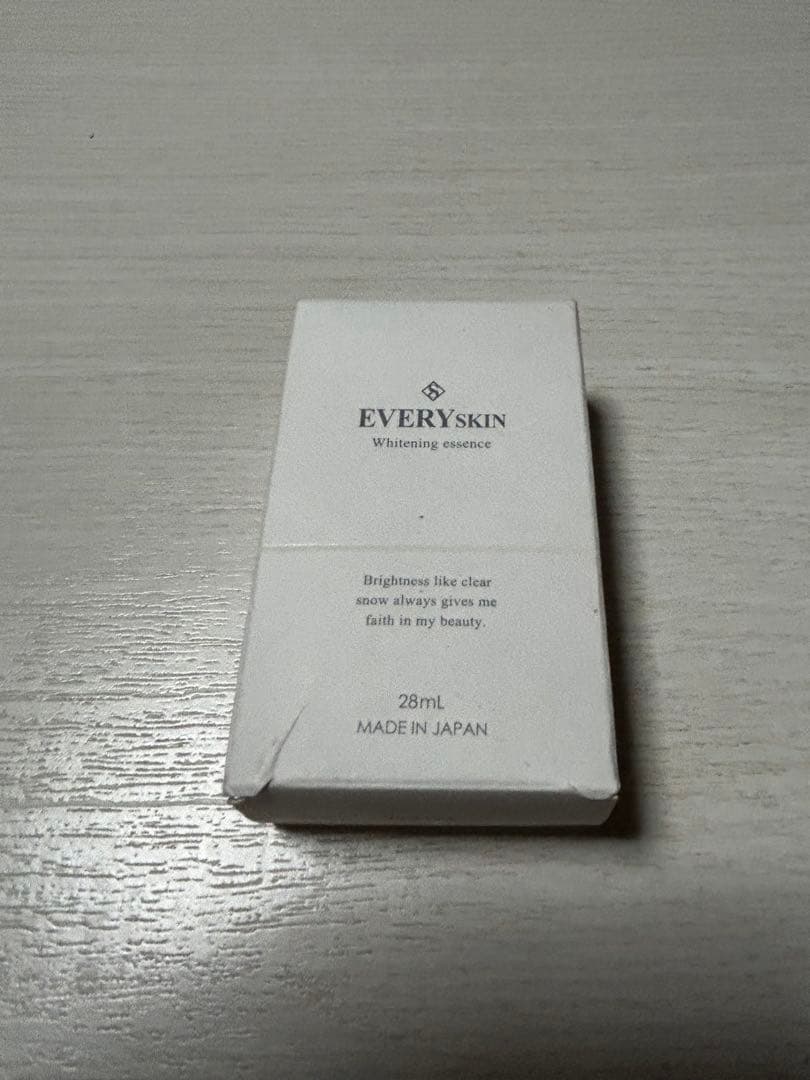 EVERYSKIN
Whitening essence
Brightness like clear
snow always gives me
faith in my beauty.
28mL
MADE IN JAPAN